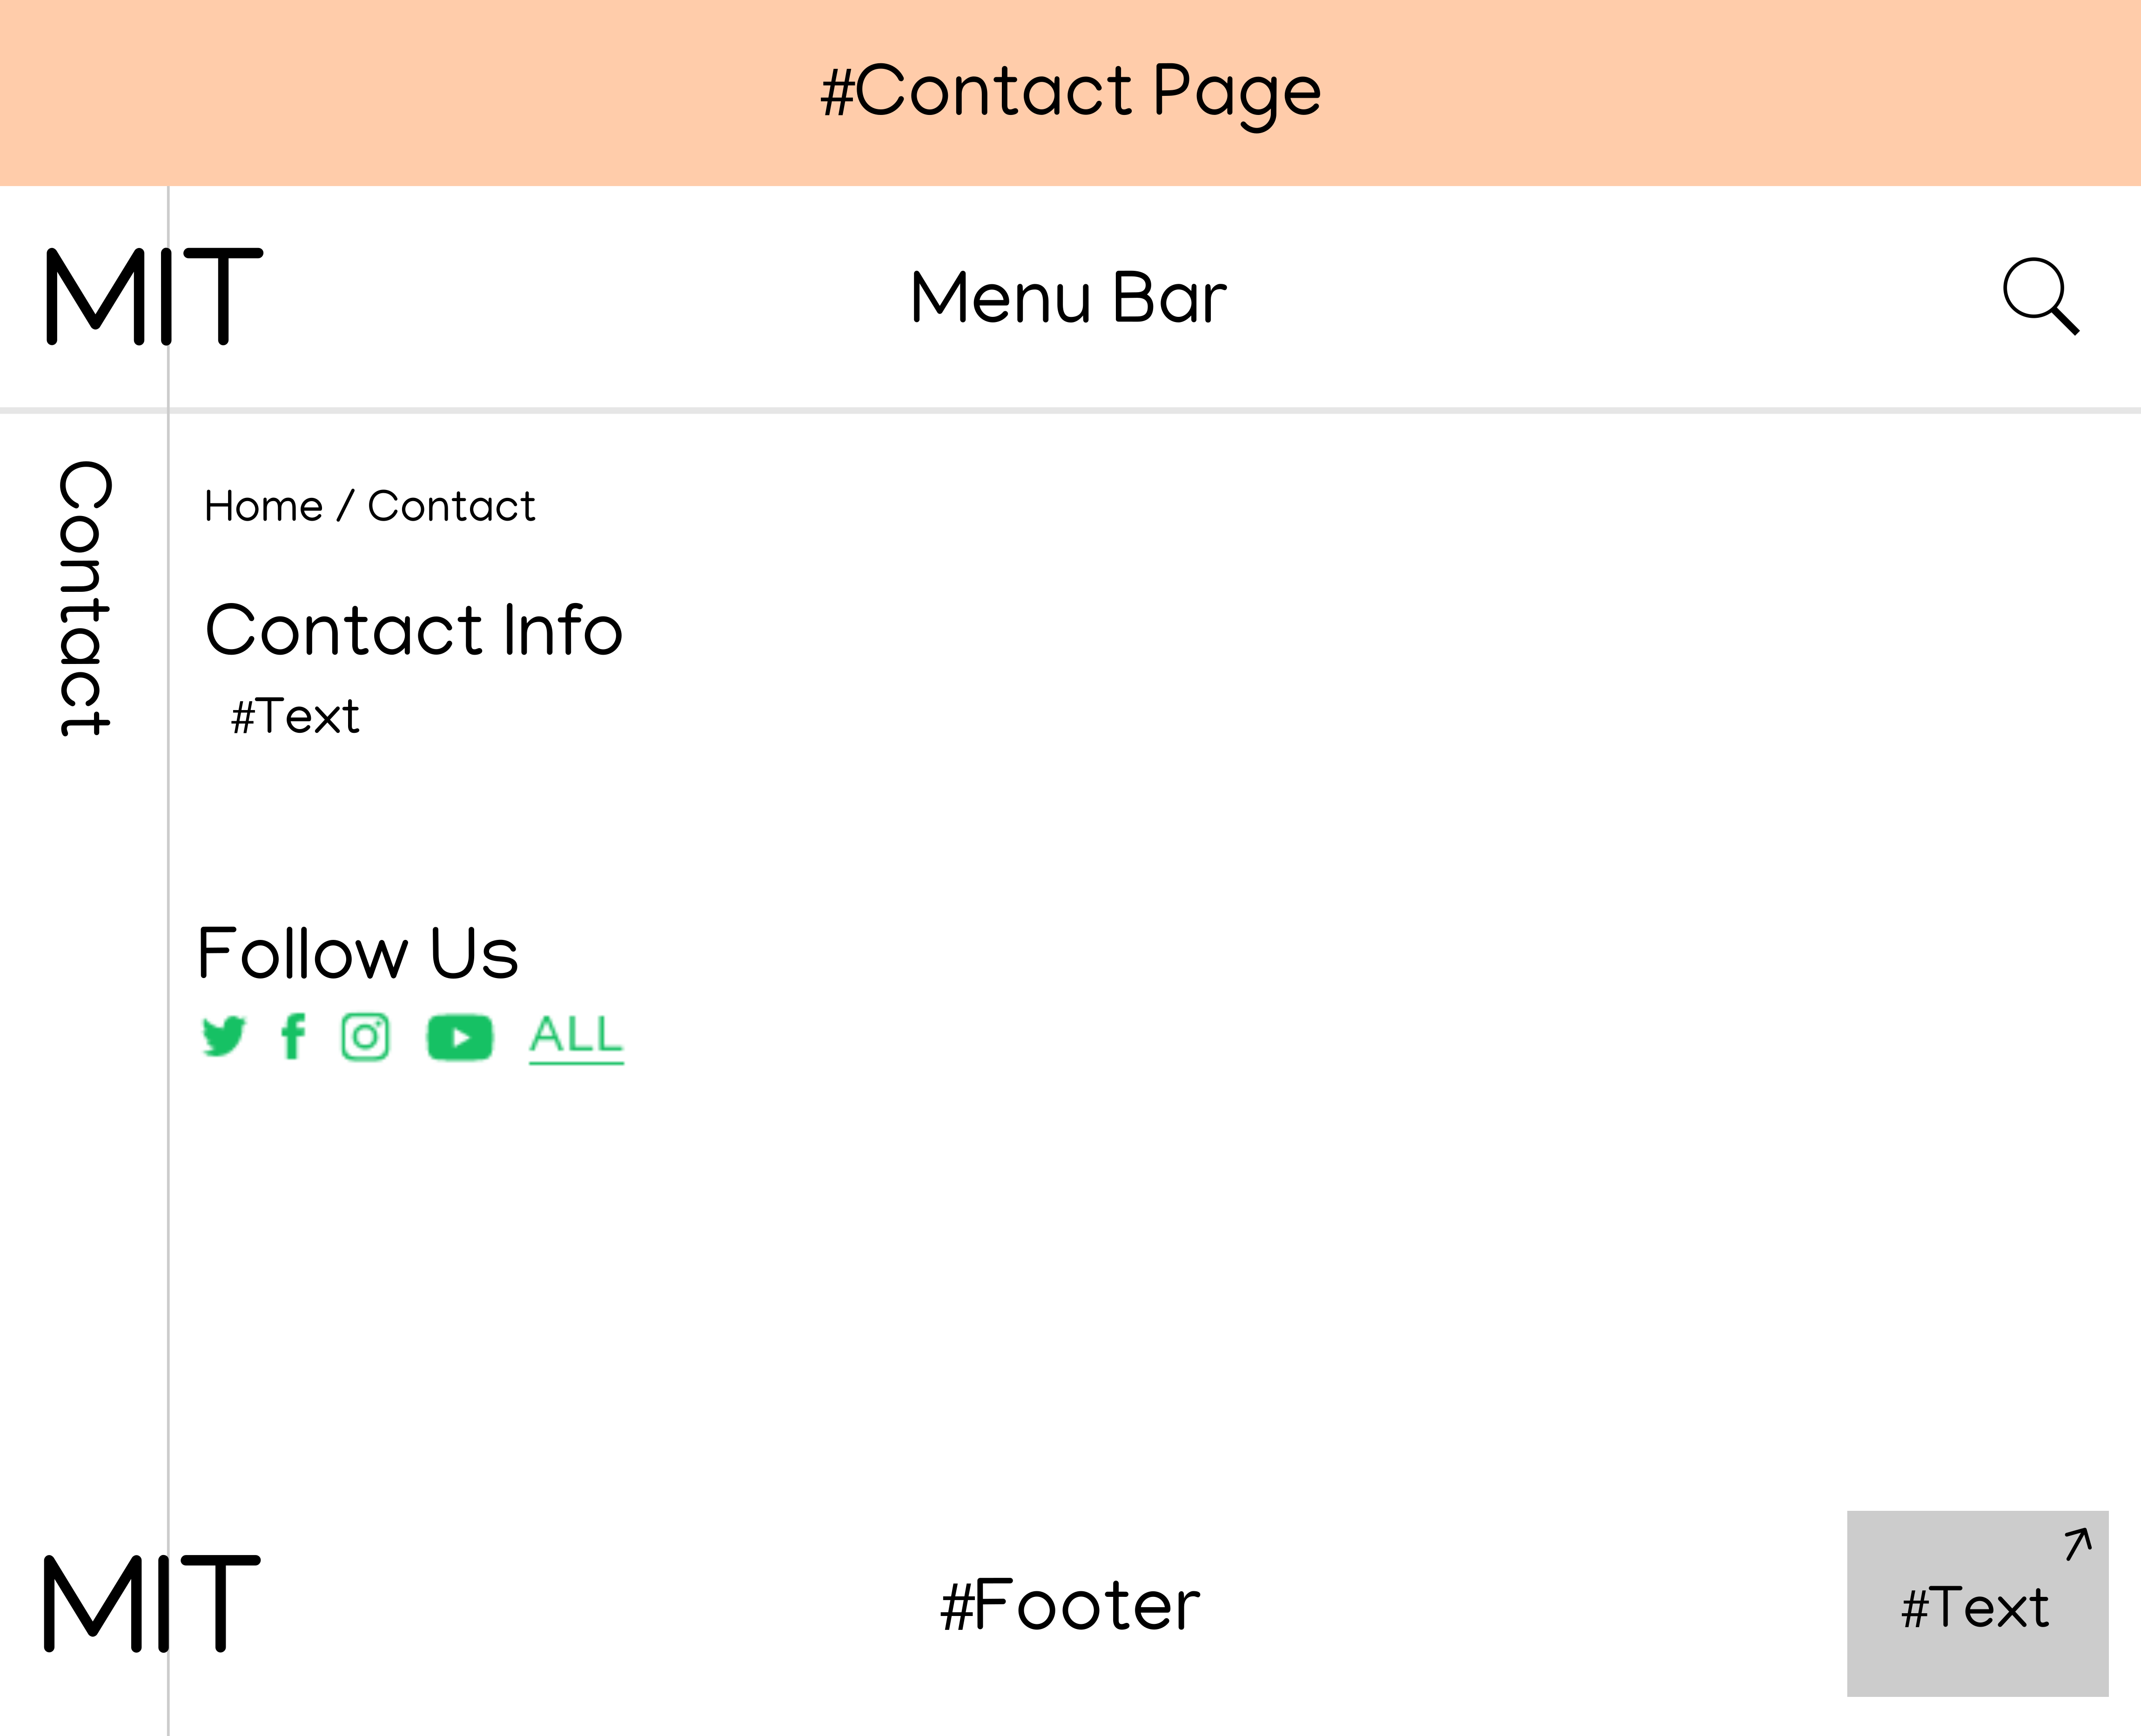 #Contact Page
MIT
Menu Bar
Contact
Home / Contact
Contact Info
#Text
Follow Us
ALL
MIT
#Footer
#Text